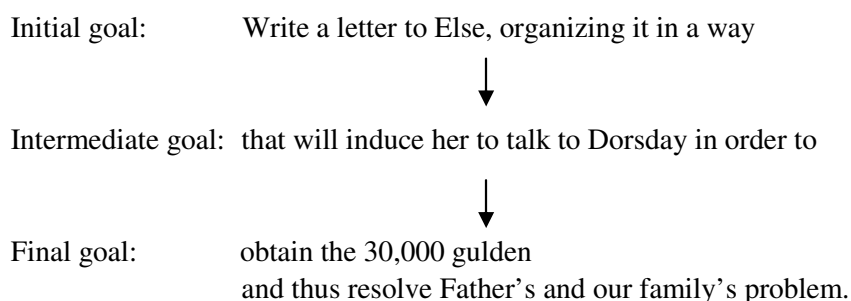 Initial goal: Write a letter to Else, organizing it in a way
Intermediate goal: that will induce her to talk to Dorsday in order to
Final goal: obtain the 30,000 gulden
and thus resolve Father's and our family's problem.